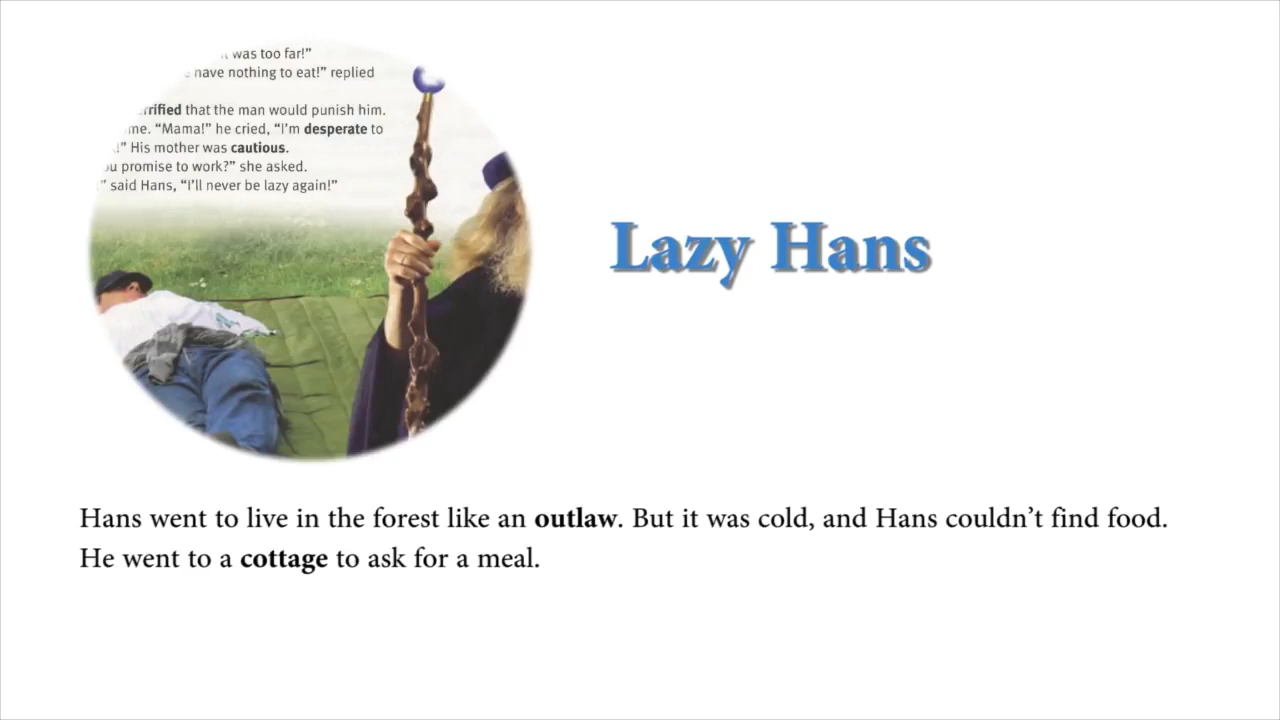 was too far!”
have nothing to eat!” replied
that the man would punish him.
“Mama!” he cried, “I’m desperate to
!” His mother was cautious.
promise to work?” she asked.
” said Hans, “I’ll never be lazy again!”
Lazy Hans
Hans went to live in the forest like an outlaw. But it was cold, and Hans couldn’t find food.
He went to a cottage to ask for a meal.